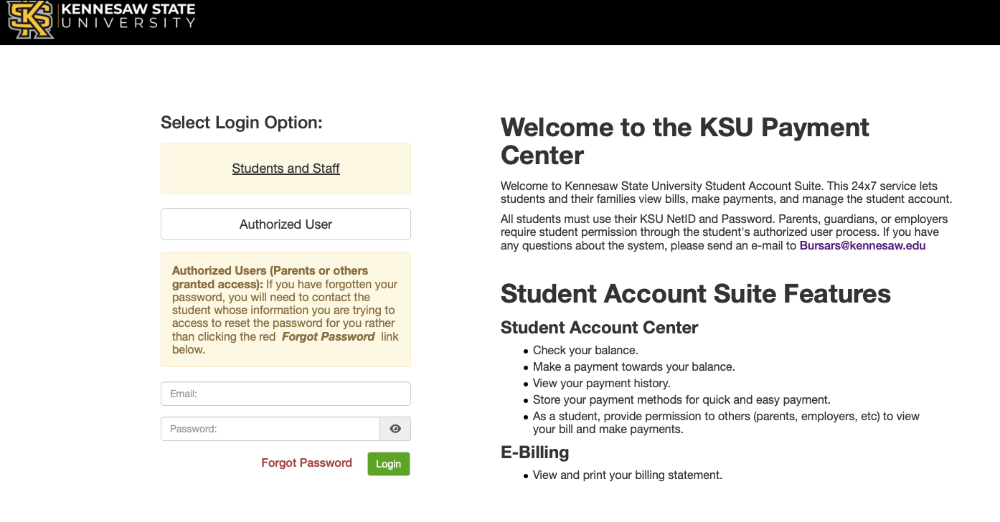 KENNESAW STATE
UNIVERSITY
Select Login Option:
Students and Staff
Authorized User
Authorized Users (Parents or others
granted access): If you have forgotten your
password, you will need to contact the
student whose information you are trying to
access to reset the password for you rather
than clicking the red Forgot Password link
below.
Email:
Password:
Forgot Password
Login
Welcome to the KSU Payment
Center
Welcome to Kennesaw State University Student Account Suite. This 24x7 service lets
students and their families view bills, make payments, and manage the student account.
All students must use their KSU NetID and Password. Parents, guardians, or employers
require student permission through the student's authorized user process. If you have
any questions about the system, please send an e-mail to Bursars@kennesaw.edu
Student Account Suite Features
Student Account Center
• Check your balance.
• Make a payment towards your balance.
• View your payment history.
• Store your payment methods for quick and easy payment.
• As a student, provide permission to others (parents, employers, etc) to view
your bill and make payments.
E-Billing
• View and print your billing statement.